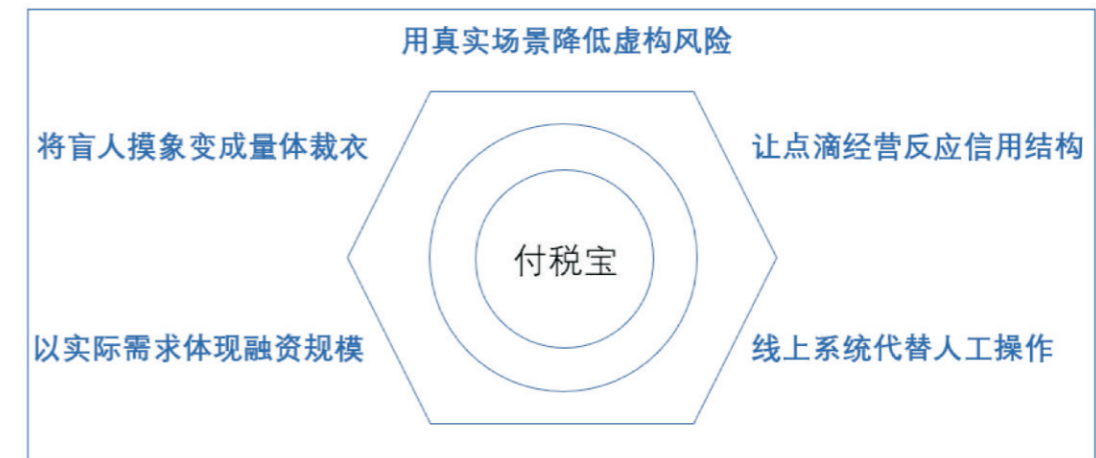 用真实场景降低虚构风险
将盲人摸象变成量体裁衣
让点滴经营反应信用结构
付税宝
以实际需求体现融资规模
线上系统代替人工操作